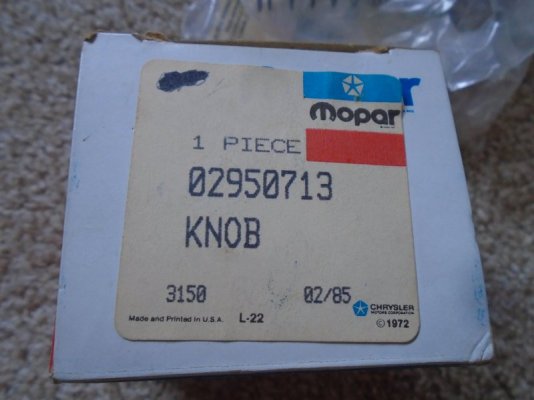 Mopar
1 PIECE
02950713
KNOB
3150 02/85
CHRYSLER
MOTORS CORPORATION
Made and Printed in U.S.A. L-22 ©1972